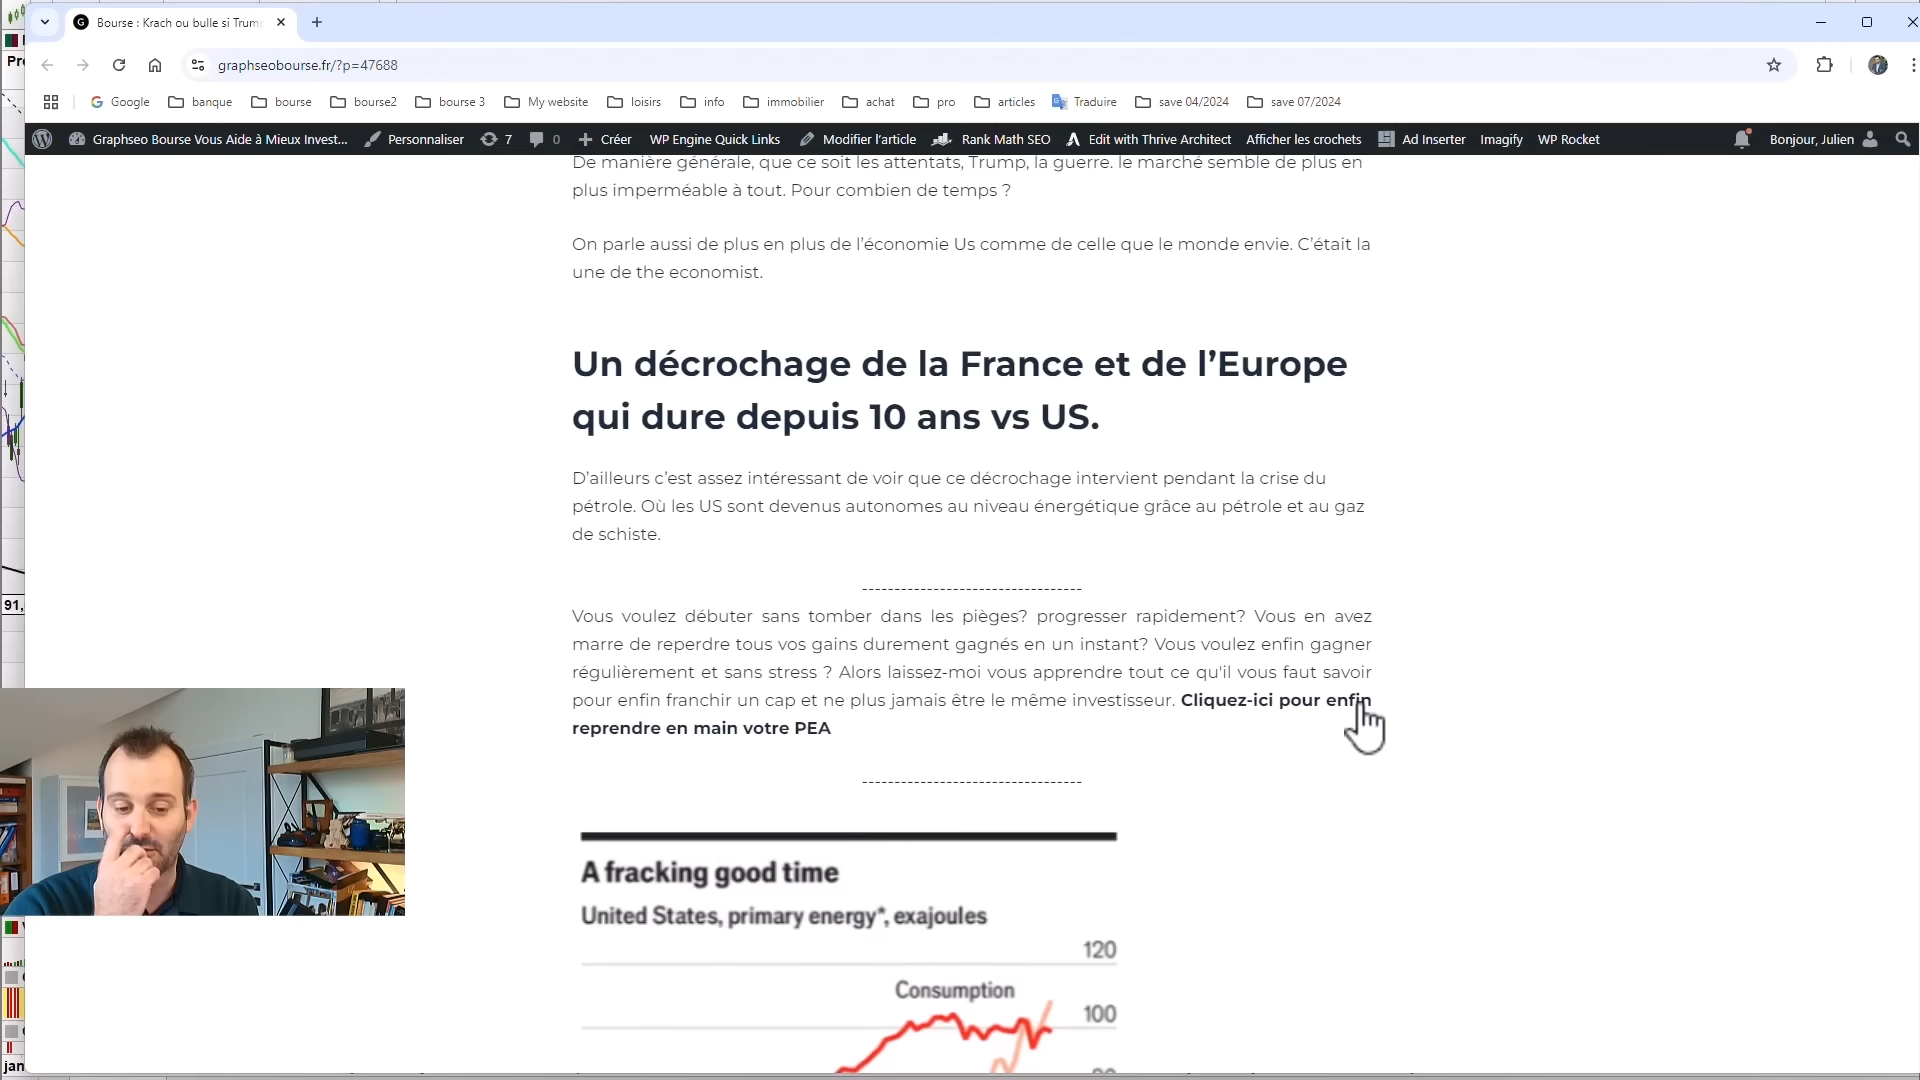 Bourse : Krach ou bulle si Trum
graphseobourse.fr/?p=47688
Google banque bourse bourse2 bourse 3 My website loisirs info immobilier achat pro articles Traduire save 04/2024 save 07/2024
Graphseo Bourse Vous Aide à Mieux Invest... Personnaliser 7 0 Créer WP Engine Quick Links Modifier l'article Rank Math SEO Edit with Thrive Architect Afficher les crochets Ad Inserter Imagify WP Rocket Bonjour, Julien
De manière générale, que ce soit les attentats, Trump, la guerre. le marché semble de plus en
plus imperméable à tout. Pour combien de temps ?
On parle aussi de plus en plus de l’économie Us comme de celle que le monde envie. C’était la
une de the economist.
Un décrochage de la France et de l’Europe
qui dure depuis 10 ans vs US.
D’ailleurs c’est assez intéressant de voir que ce décrochage intervient pendant la crise du
pétrole. Où les US sont devenus autonomes au niveau énergétique grâce au pétrole et au gaz
de schiste.
---------------------------------
Vous voulez débuter sans tomber dans les pièges? progresser rapidement? Vous en avez
marre de reperdre tous vos gains durement gagnés en un instant? Vous voulez enfin gagner
régulièrement et sans stress ? Alors laissez-moi vous apprendre tout ce qu'il vous faut savoir
pour enfin franchir un cap et ne plus jamais être le même investisseur. Cliquez-ici pour enfin
reprendre en main votre PEA
---------------------------------
A fracking good time
United States, primary energy*, exajoules
120
Consumption
100
Pr
91,
jan